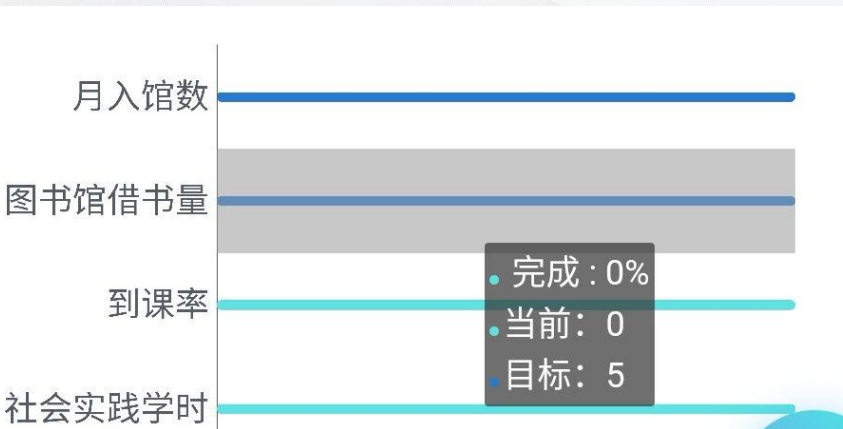 月入馆数
图书馆借书量
完成 : 0%
到课率
当前：0
目标：5
社会实践学时